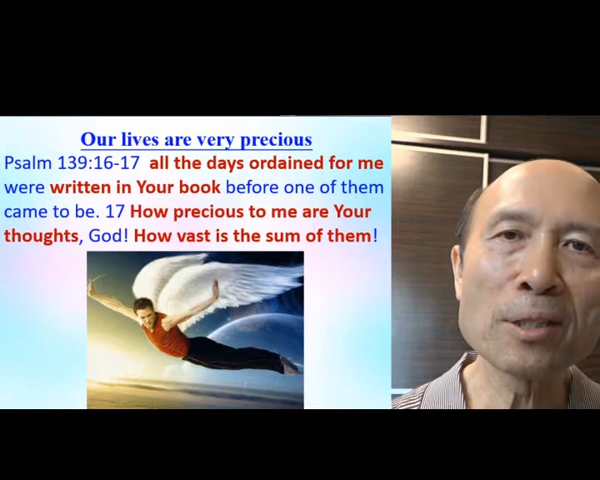 Our lives are very precious
Psalm 139:16-17 all the days ordained for me
were written in Your book before one of them
came to be. 17 How precious to me are Your
thoughts, God! How vast is the sum of them!